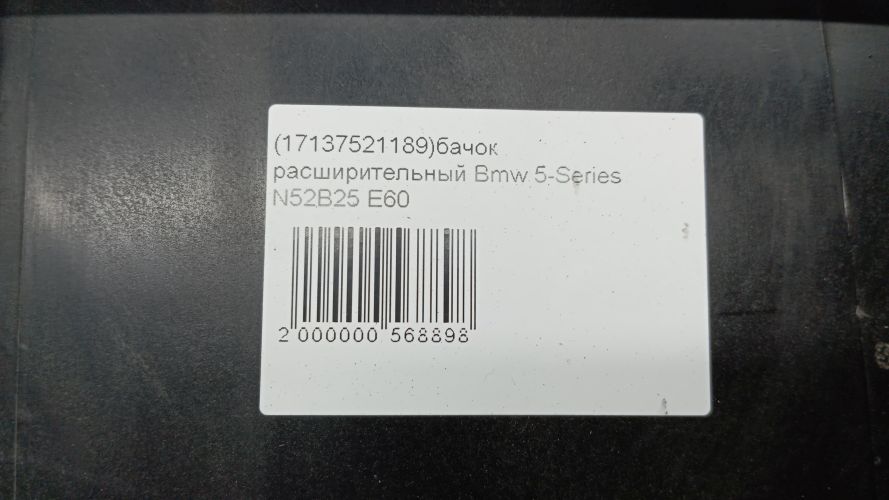 (17137521189)бачок
расширительный Bmw 5-Series
N52B25 E60
2 000000 568898